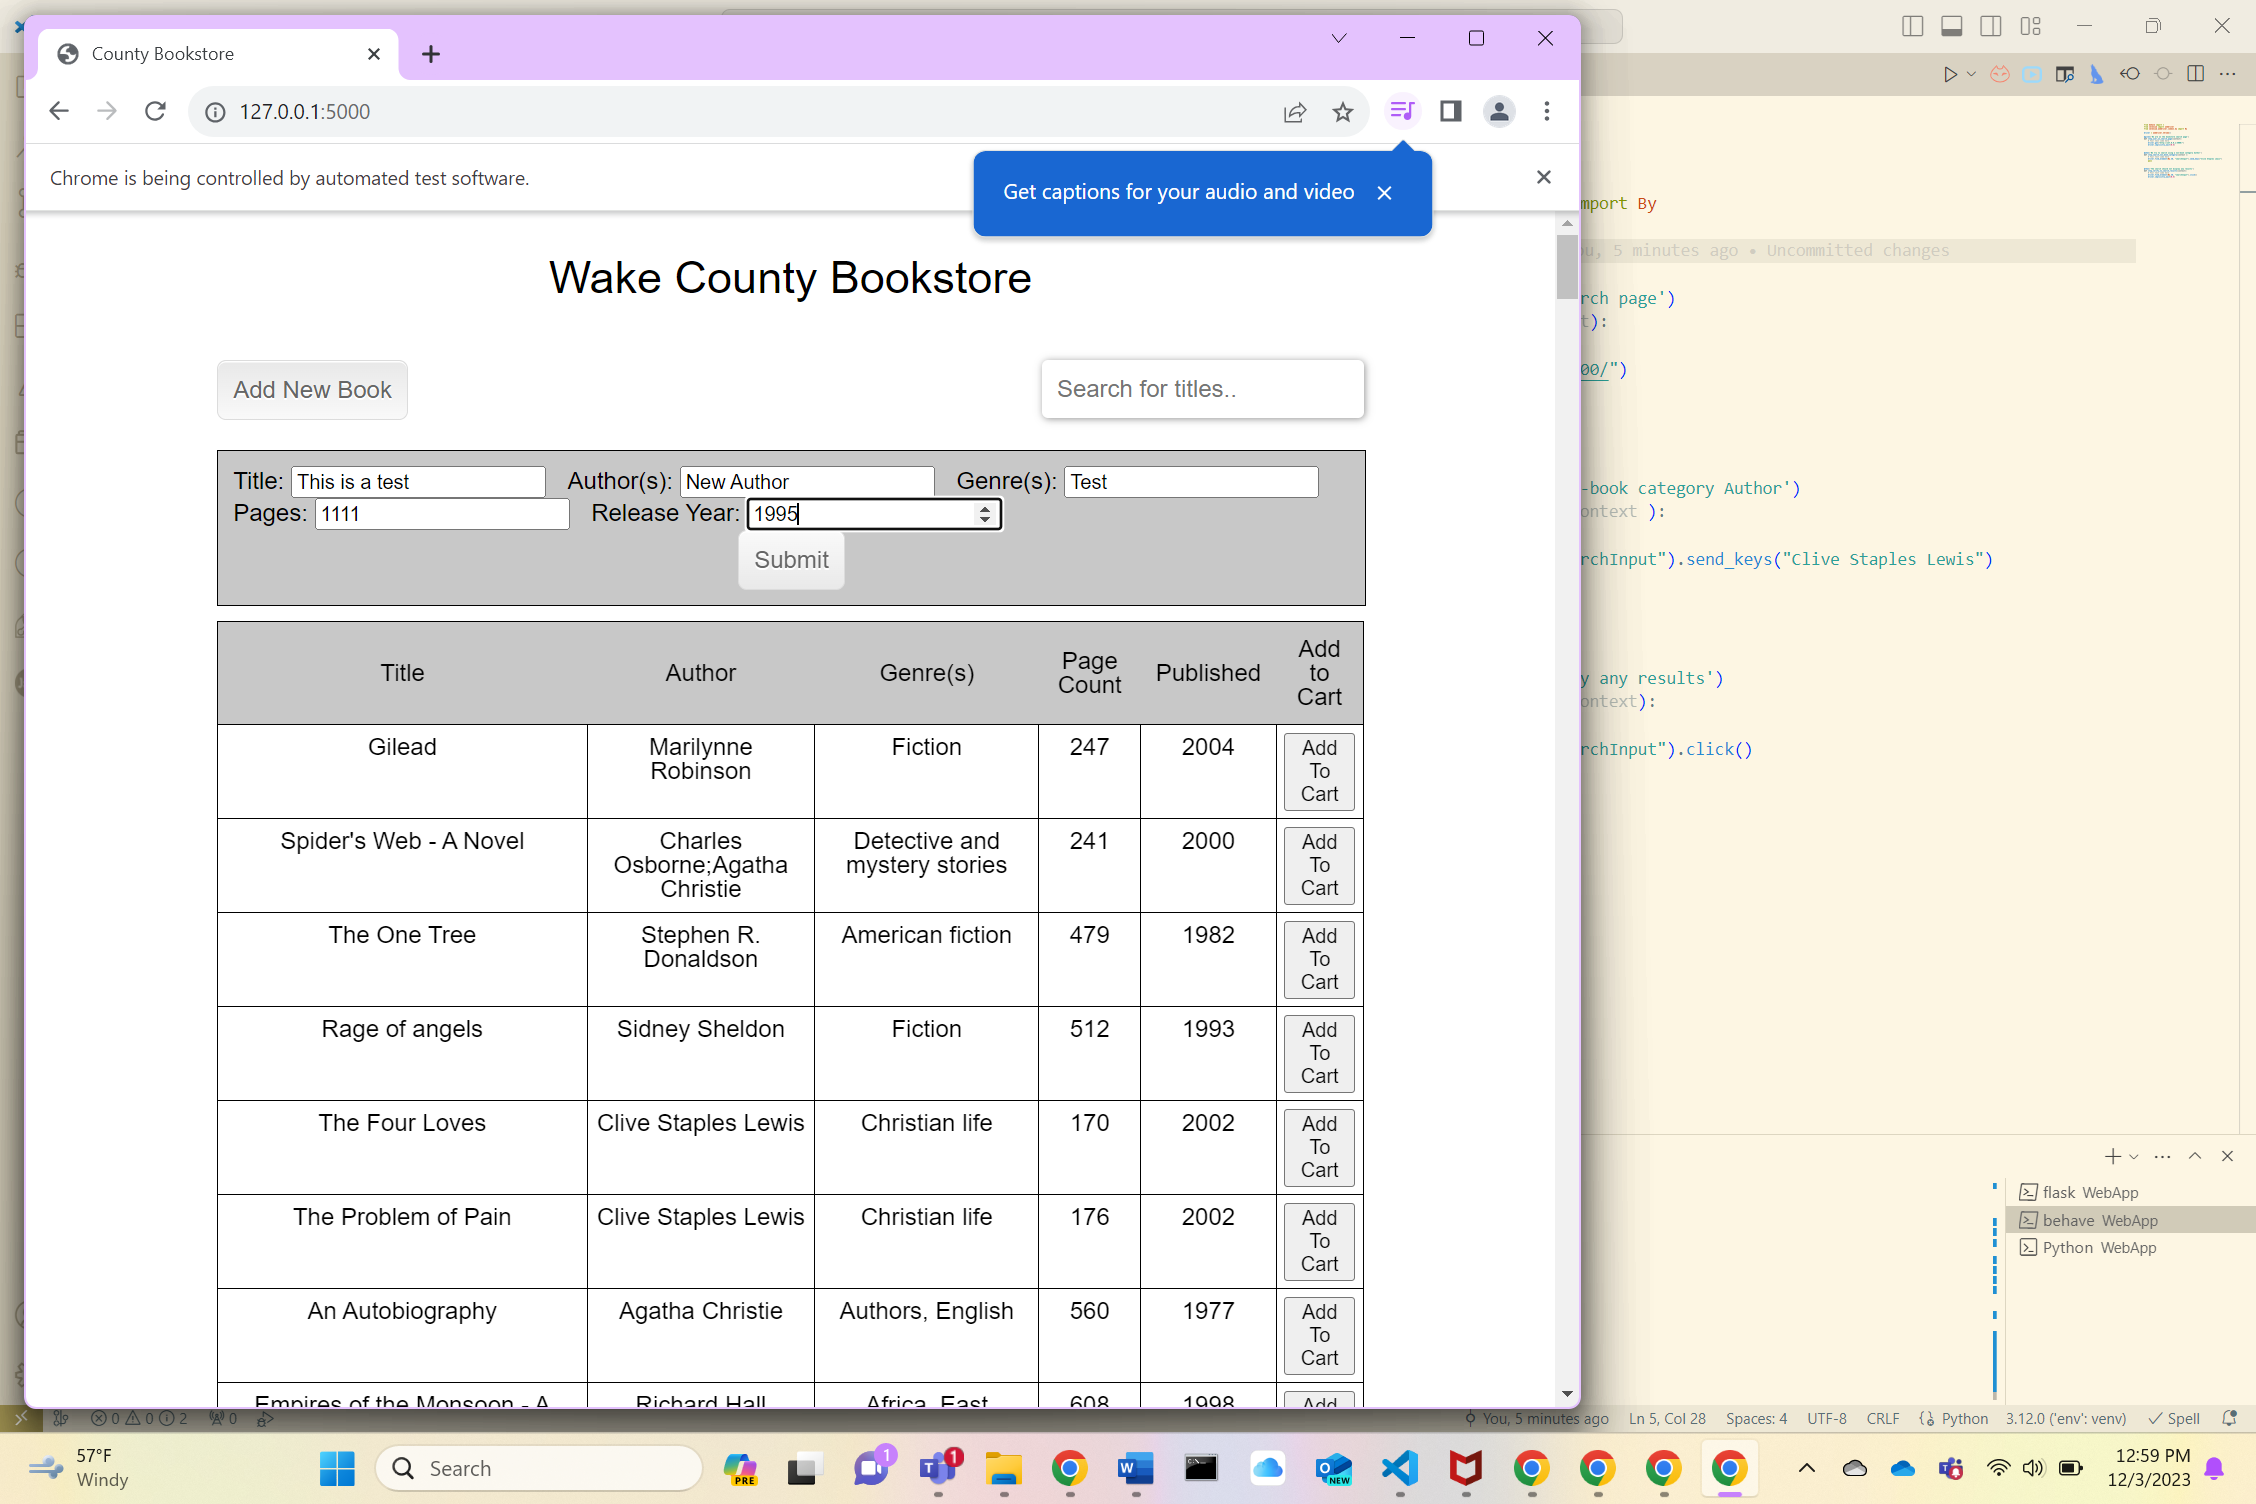 County Bookstore
127.0.0.1:5000
Chrome is being controlled by automated test software.
Get captions for your audio and video
Wake County Bookstore
Add New Book
Search for titles..
Title: This is a test Author(s): New Author Genre(s): Test
Pages: 1111 Release Year: 1995
Submit
Title Author Genre(s) Page Count Published Add to Cart
Gilead Marilynne Robinson Fiction 247 2004 Add To Cart
Spider's Web - A Novel Charles Osborne;Agatha Christie Detective and mystery stories 241 2000 Add To Cart
The One Tree Stephen R. Donaldson American fiction 479 1982 Add To Cart
Rage of angels Sidney Sheldon Fiction 512 1993 Add To Cart
The Four Loves Clive Staples Lewis Christian life 170 2002 Add To Cart
The Problem of Pain Clive Staples Lewis Christian life 176 2002 Add To Cart
An Autobiography Agatha Christie Authors, English 560 1977 Add To Cart
Empires of the Monsoon - A Richard Hall Africa, East 608 1998 Add
mport By
u, 5 minutes ago • Uncommitted changes
rch page')
t):
00/")
-book category Author')
ontext ):
rchInput").send_keys("Clive Staples Lewis")
y any results')
ontext):
rchInput").click()
flask WebApp
behave WebApp
Python WebApp
0 0 2 0
You, 5 minutes ago Ln 5, Col 28 Spaces: 4 UTF-8 CRLF Python 3.12.0 ('env': venv) Spell
57°F
Windy
Search
PRE
1
1
NEW
12:59 PM
12/3/2023